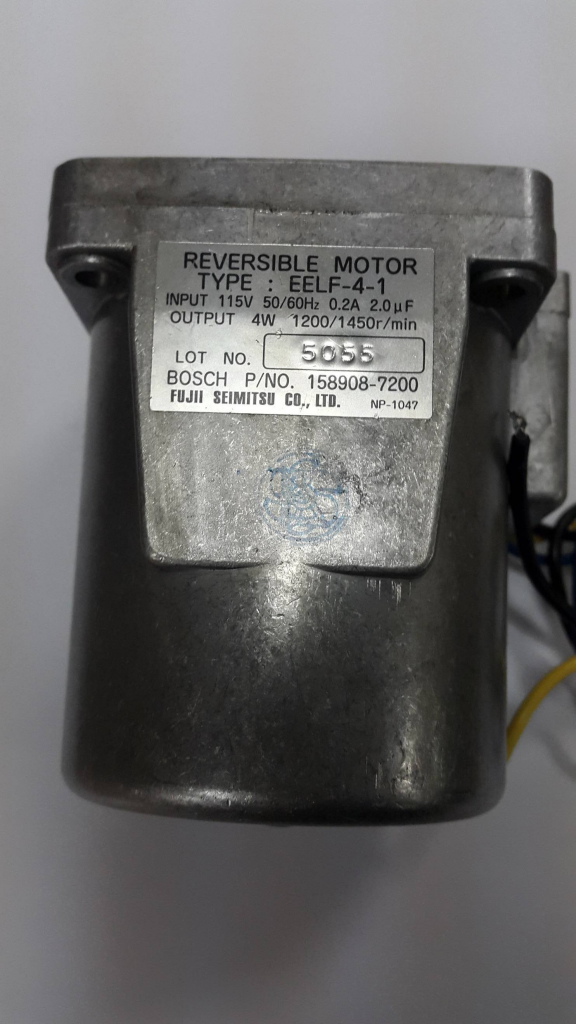 REVERSIBLE MOTOR
TYPE : EELF-4-1
INPUT 115V 50/60Hz 0.2A 2.0μF
OUTPUT 4W 1200/1450r/min
LOT NO. 5055
BOSCH P/NO. 158908-7200
FUJII SEIMITSU CO., LTD. NP-1047